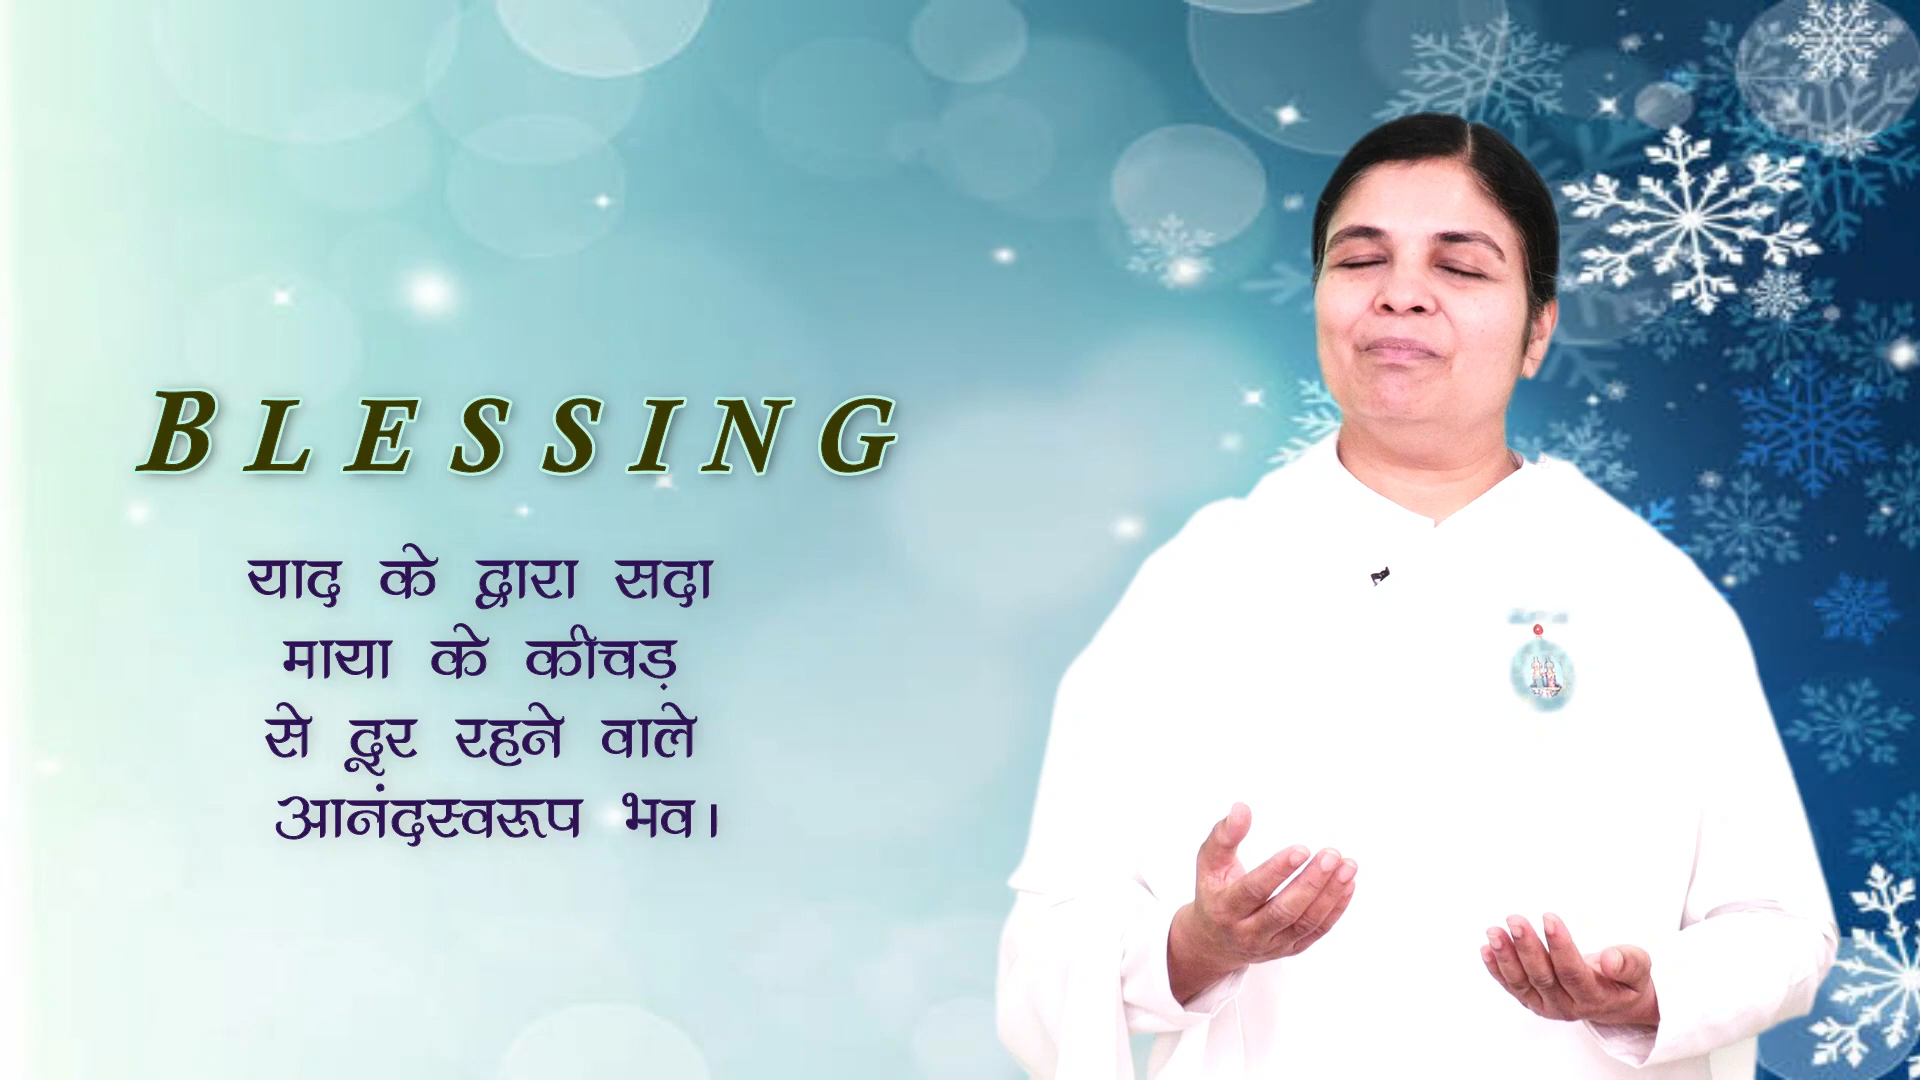 BLESSING
याद के द्वारा सदा
माया के कीचड़
से दूर रहने वाले
आनंदस्वरूप भव।